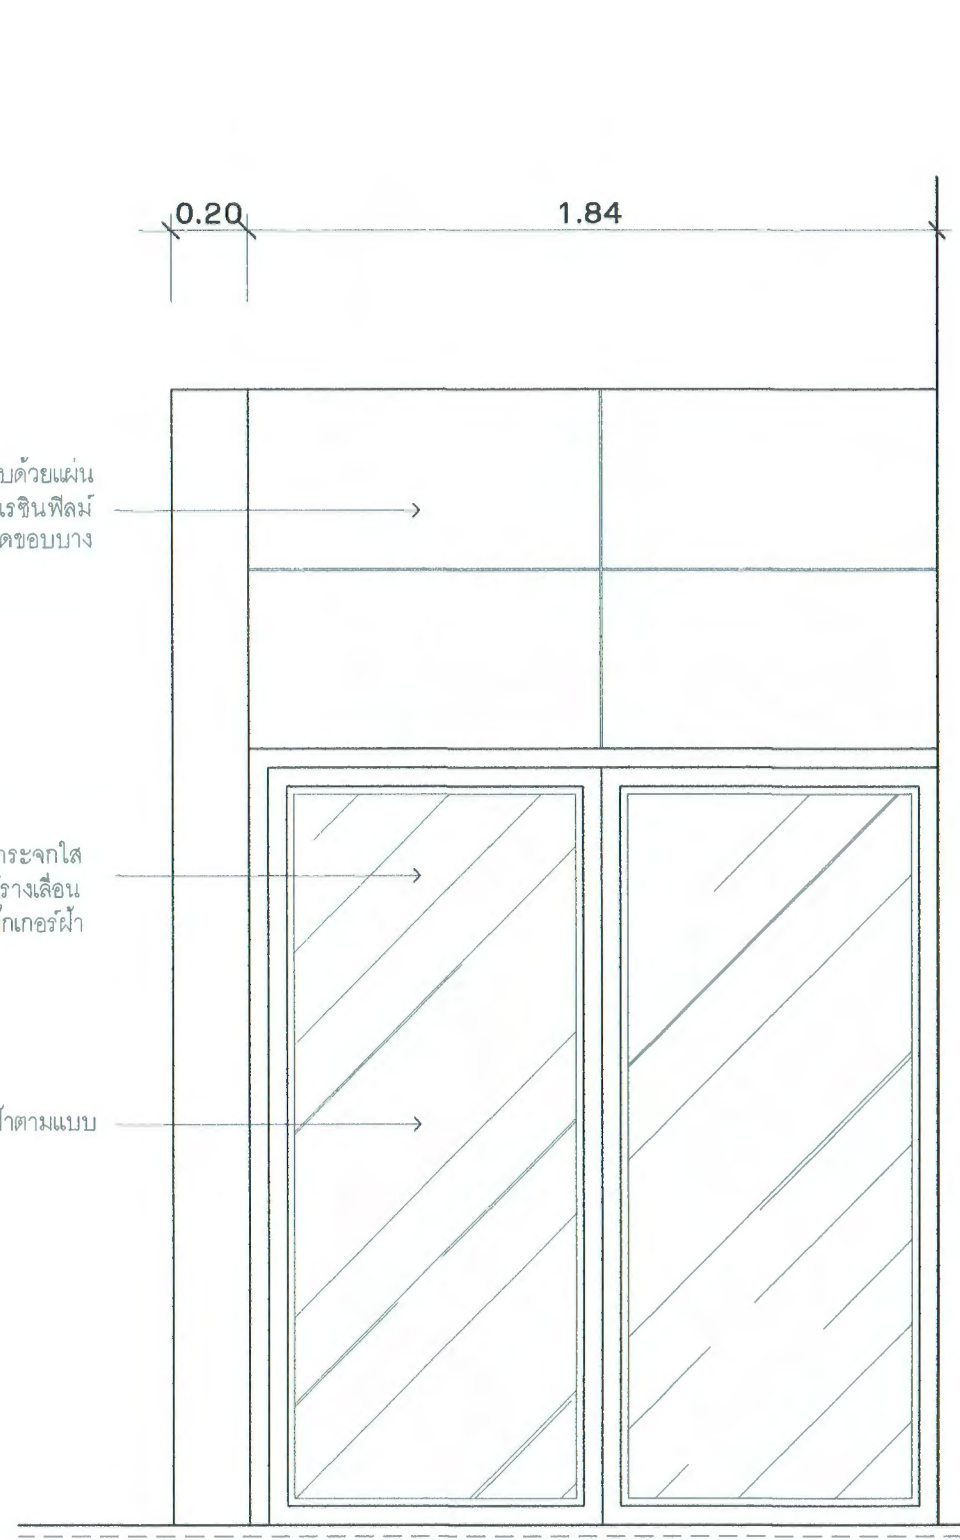 0.20 1.84
บด้วยแผ่น
เรซินฟิล์ม
ดขอบบาง
กระจกใส
รางเลื่อน
กเกอร์ฝ้า
ตามแบบ